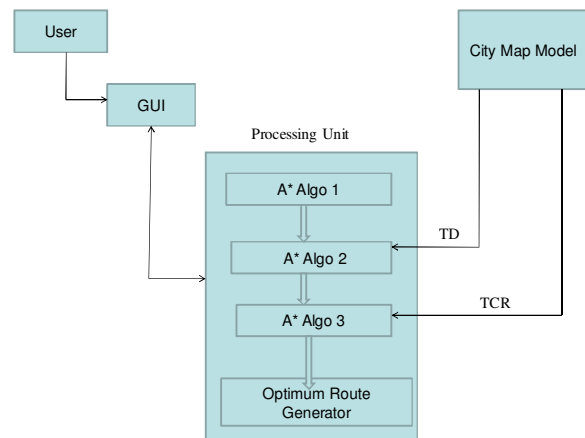 User
City Map Model
GUI
Processing Unit
A* Algo 1
TD
A* Algo 2
TCR
A* Algo 3
Optimum Route
Generator